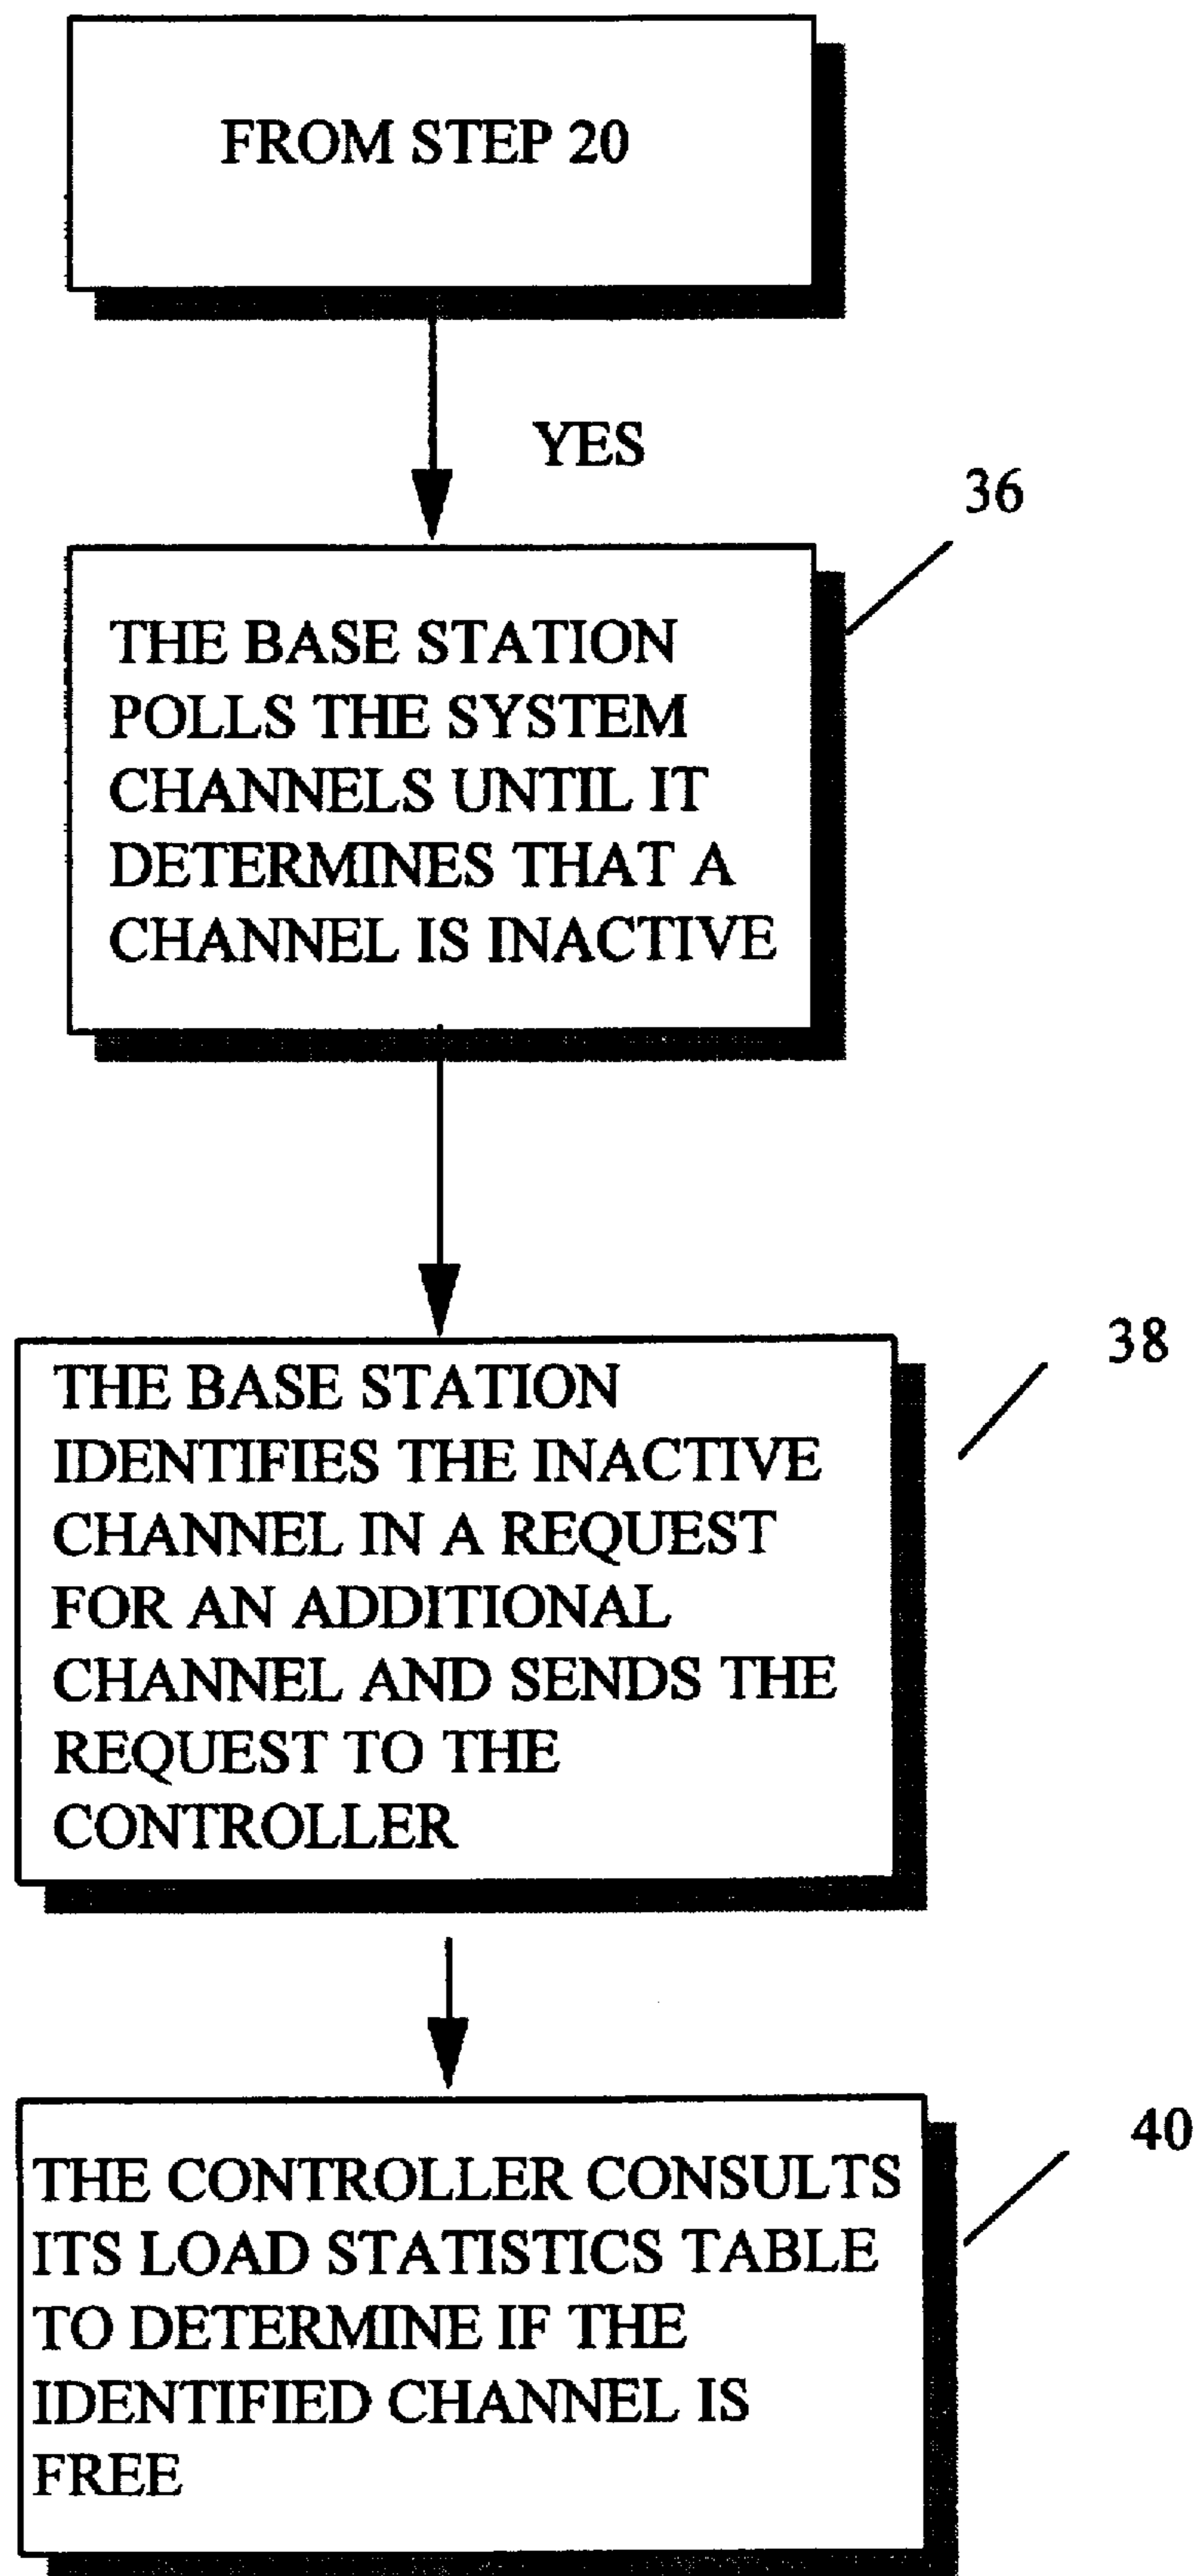 FROM STEP 20
YES
36
THE BASE STATION
POLLS THE SYSTEM
CHANNELS UNTIL IT
DETERMINES THAT A
CHANNEL IS INACTIVE
38
THE BASE STATION
IDENTIFIES THE INACTIVE
CHANNEL IN A REQUEST
FOR AN ADDITIONAL
CHANNEL AND SENDS THE
REQUEST TO THE
CONTROLLER
40
THE CONTROLLER CONSULTS
ITS LOAD STATISTICS TABLE
TO DETERMINE IF THE
IDENTIFIED CHANNEL IS
FREE